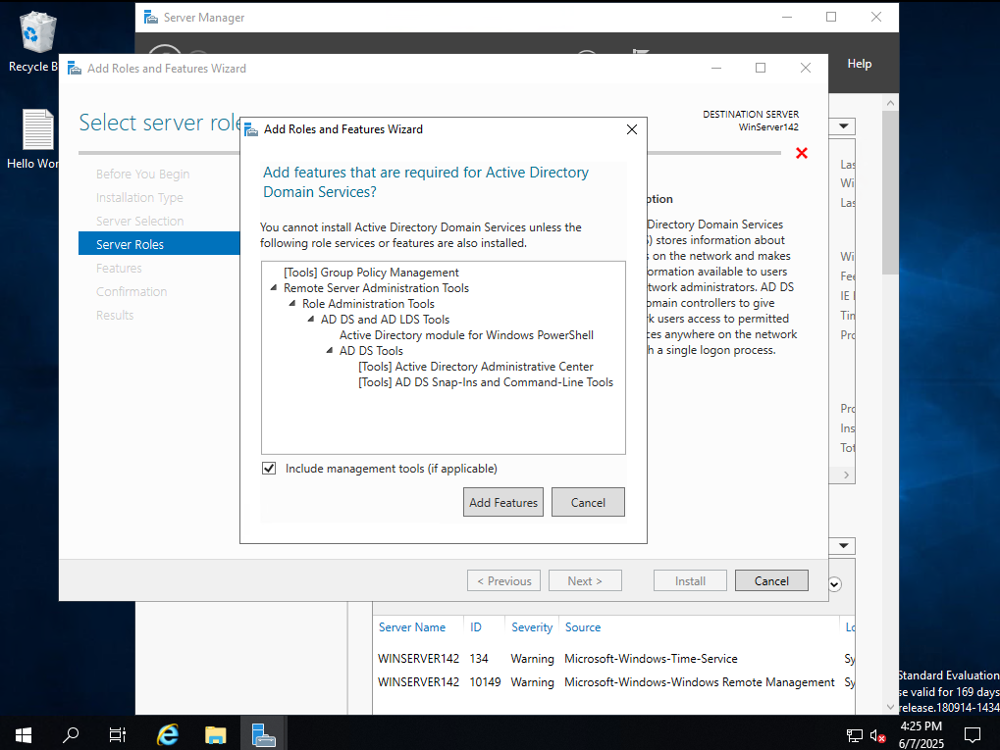 Server Manager
Recycle B
Hello Wor
Help
Add Roles and Features Wizard
Select server role
DESTINATION SERVER
WinServer142
Before You Begin
Installation Type
Server Selection
Server Roles
Features
Confirmation
Results
Add Roles and Features Wizard
Add features that are required for Active Directory
Domain Services?
You cannot install Active Directory Domain Services unless the
following role services or features are also installed.
[Tools] Group Policy Management
Remote Server Administration Tools
Role Administration Tools
AD DS and AD LDS Tools
Active Directory module for Windows PowerShell
AD DS Tools
[Tools] Active Directory Administrative Center
[Tools] AD DS Snap-Ins and Command-Line Tools
Include management tools (if applicable)
Add Features
Cancel
ption
Directory Domain Services
) stores information about
s on the network and makes
ormation available to users
twork administrators. AD DS
omain controllers to give
rk users access to permitted
ces anywhere on the network
h a single logon process.
Las
Wi
Las
Wi
Fee
IE
Tim
Pro
Pro
Ins
Tot
< Previous
Next >
Install
Cancel
Server Name ID Severity Source Lo
WINSERVER142 134 Warning Microsoft-Windows-Time-Service Sy
WINSERVER142 10149 Warning Microsoft-Windows-Windows Remote Management Sy
Standard Evaluation
se valid for 169 days
release.180914-1434
4:25 PM
6/7/2025